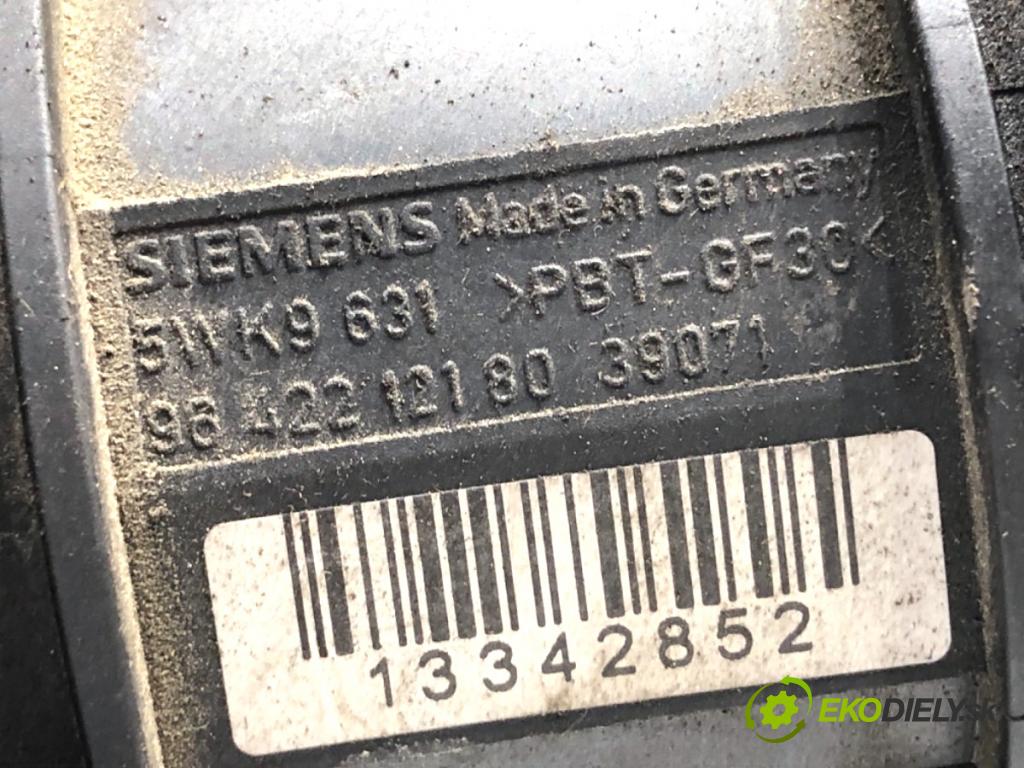 SIEMENS Made in Germany
5WK9 631 >PBT-GF30<
96 422 121 80 39071
13342852
EKODIELY.SK